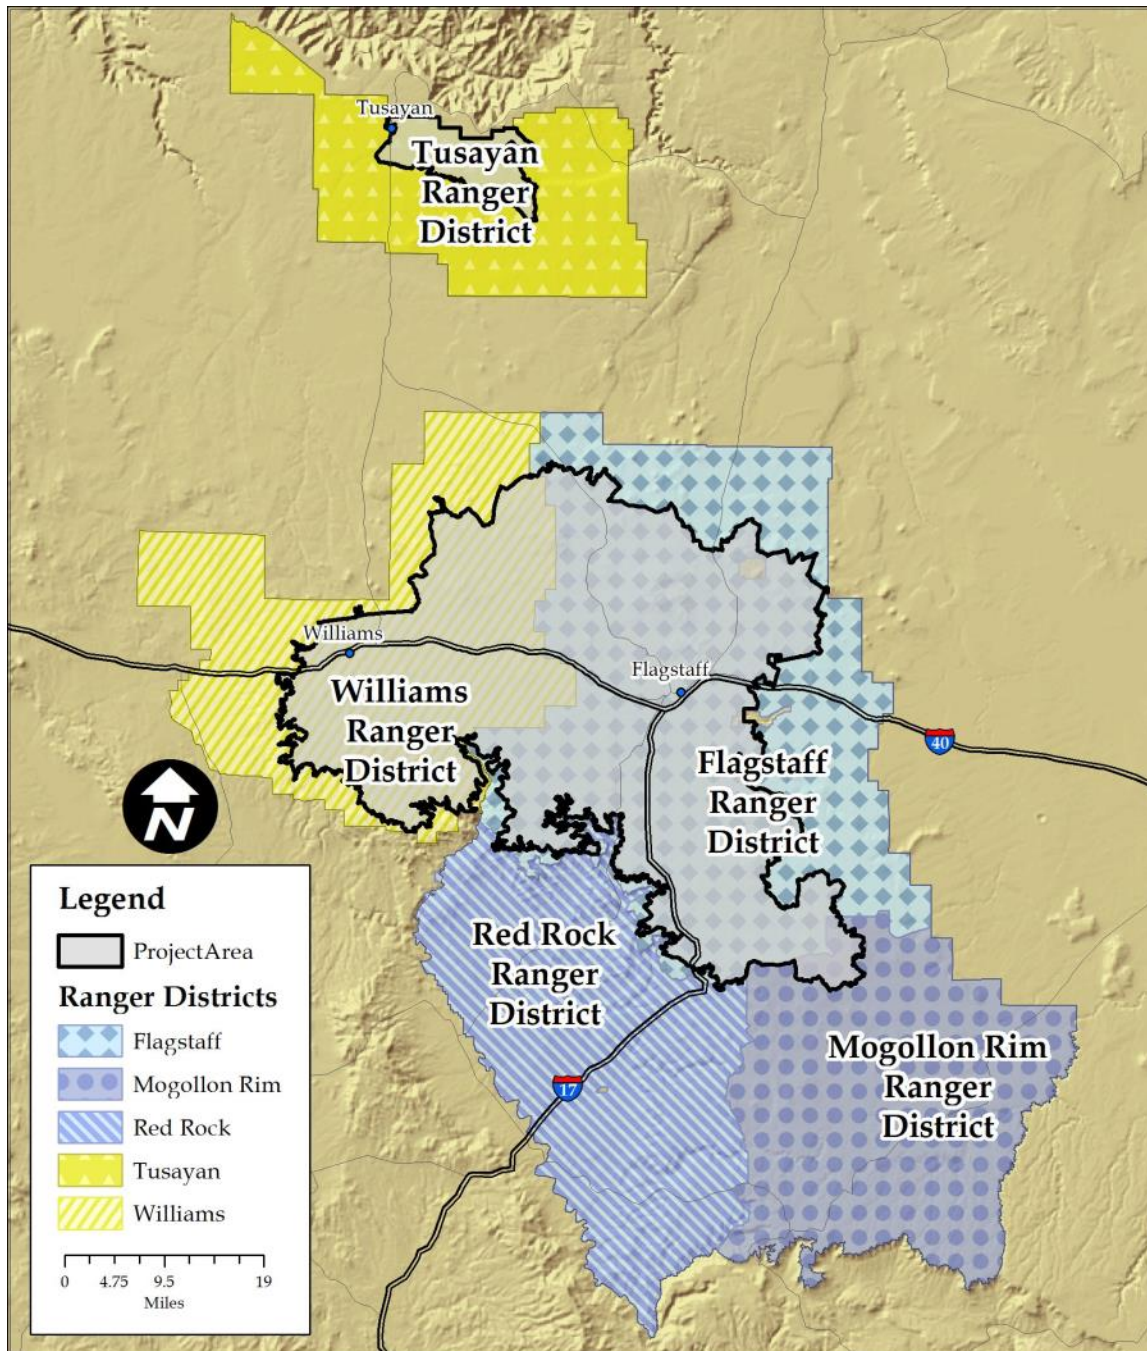 Tusayan
Tusayan
Ranger
District
Williams
Flagstaff
Williams
Ranger
District
Flagstaff
Ranger
District
40
N
Red Rock
Ranger
District
Mogollon Rim
Ranger
District
17
Legend
ProjectArea
Ranger Districts
Flagstaff
Mogollon Rim
Red Rock
Tusayan
Williams
0 4.75 9.5 19
Miles